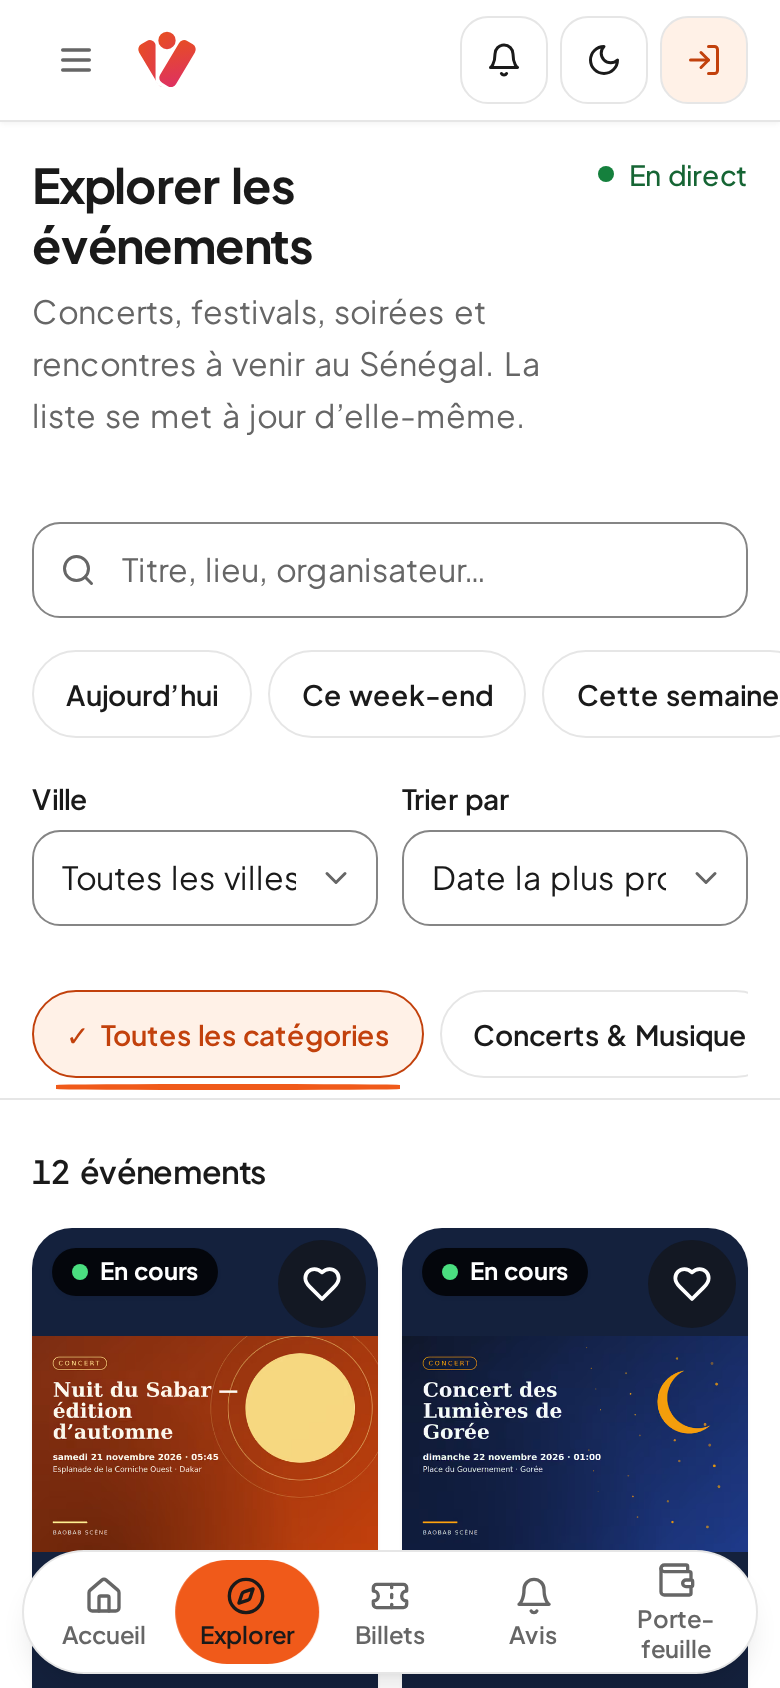 Explorer les
événements
En direct
Concerts, festivals, soirées et
rencontres à venir au Sénégal. La
liste se met à jour d’elle-même.
Titre, lieu, organisateur...
Aujourd’hui
Ce week-end
Cette semaine
Ville
Trier par
Toutes les villes
Date la plus pro
✓ Toutes les catégories
Concerts & Musique
12 événements
En cours
CONCERT
Nuit du Sabar —
édition
d’automne
samedi 21 novembre 2026 · 05:45
Esplanade de la Corniche Ouest · Dakar
BAOBAB SCÈNE
En cours
CONCERT
Concert des
Lumières de
Gorée
dimanche 22 novembre 2026 · 01:00
Place du Gouvernement · Gorée
BAOBAB SCÈNE
Accueil
Explorer
Billets
Avis
Porte-
feuille